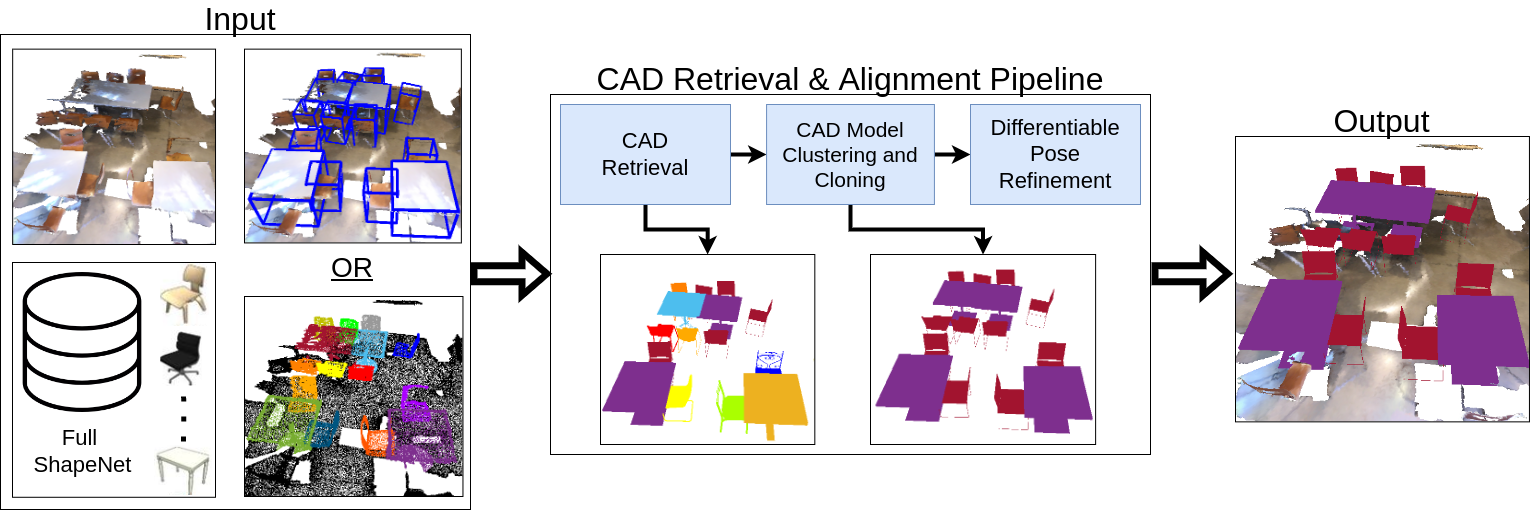 Input
OR
Full
ShapeNet
CAD Retrieval & Alignment Pipeline
CAD
Retrieval
CAD Model
Clustering and
Cloning
Differentiable
Pose
Refinement
Output